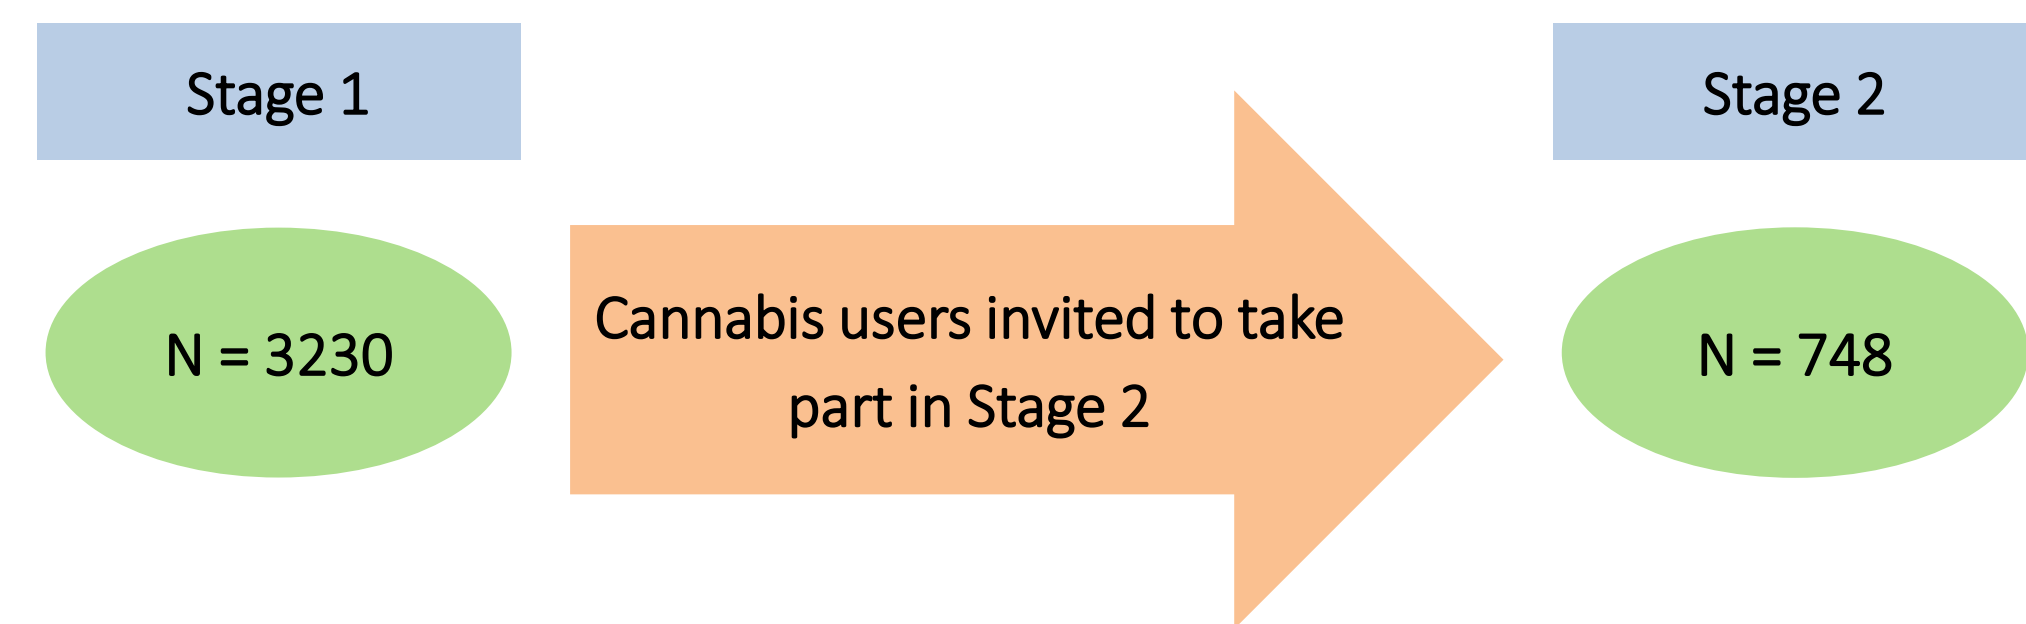 Stage 1
Stage 2
N = 3230
Cannabis users invited to take
part in Stage 2
N = 748